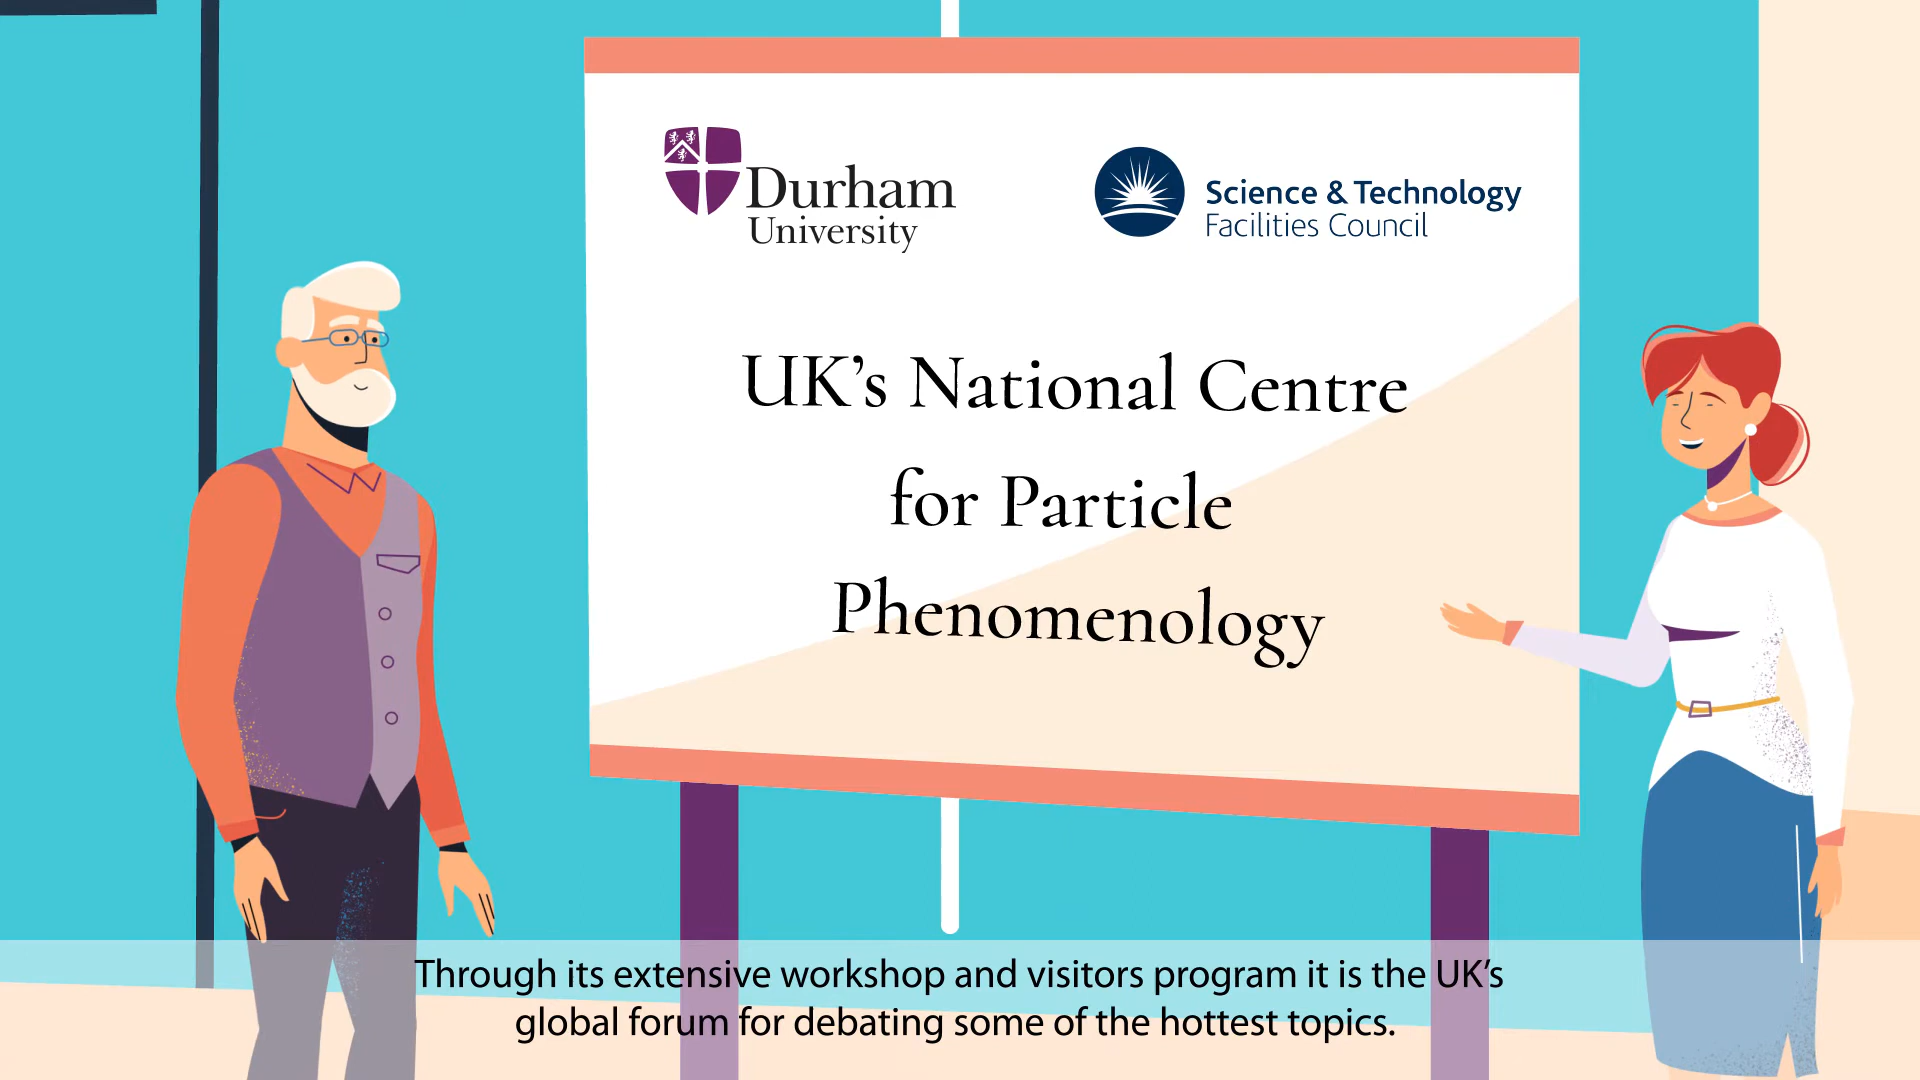 Durham
University
Science & Technology
Facilities Council
UK’s National Centre
for Particle
Phenomenology
Through its extensive workshop and visitors program it is the UK’s
global forum for debating some of the hottest topics.